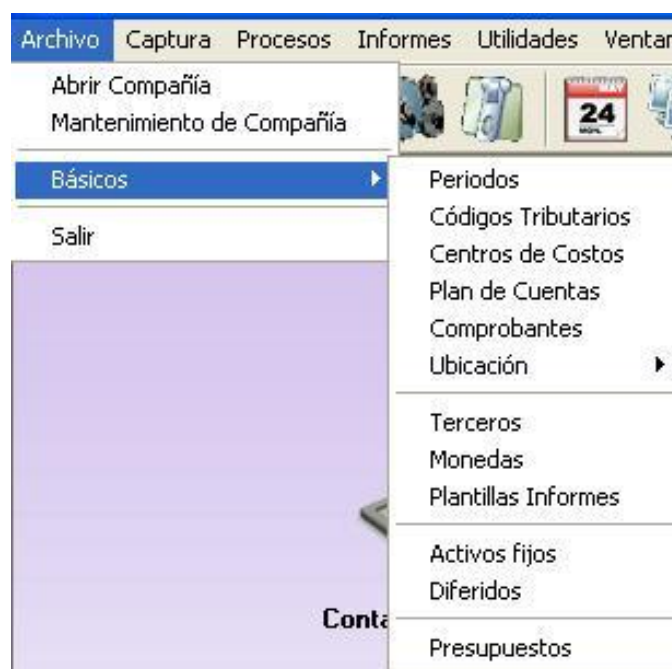 Archivo Captura Procesos Informes Utilidades
Abrir Compañía
Mantenimiento de Compañía
Básicos
Salir
24
Periodos
Códigos Tributarios
Centros de Costos
Plan de Cuentas
Comprobantes
Ubicación
Terceros
Monedas
Plantillas Informes
Activos fijos
Diferidos
Presupuestos